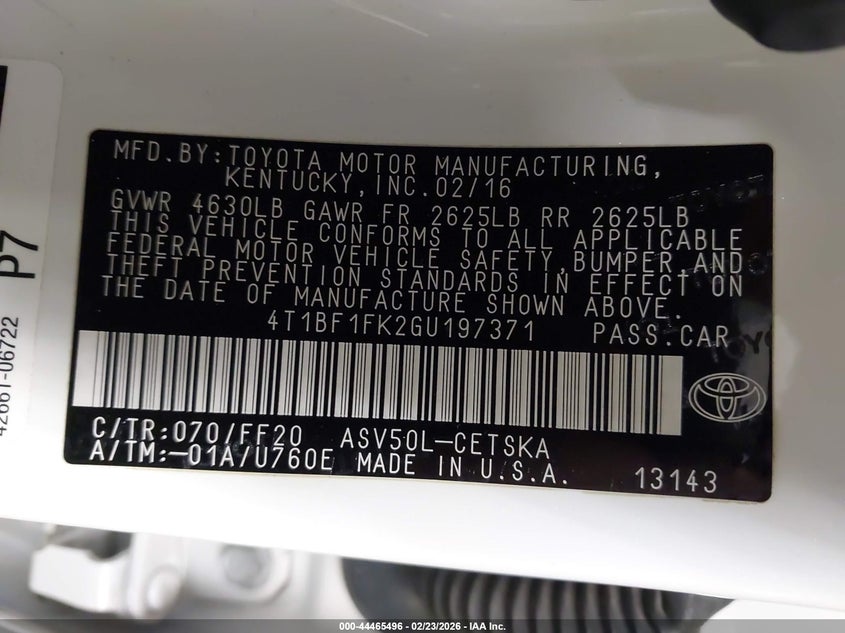 MFD.BY:TOYOTA MOTOR MANUFACTURING,
KENTUCKY,INC.02/16
GVWR 4630LB GAWR FR 2625LB RR 2625LB
THIS VEHICLE CONFORMS TO ALL APPLICABLE
FEDERAL MOTOR VEHICLE SAFETY,BUMPER,AND
THEFT PREVENTION STANDARDS IN EFFECT ON
THE DATE OF MANUFACTURE SHOWN ABOVE.
4T1BF1FK2GU197371 PASS.CAR
C/TR:070/FF20 ASV50L-CETSKA
A/TM:-01A/U760E MADE IN U.S.A.
13143
P7
42661-06722
000-44465496 - 02/23/2026 - IAA Inc.